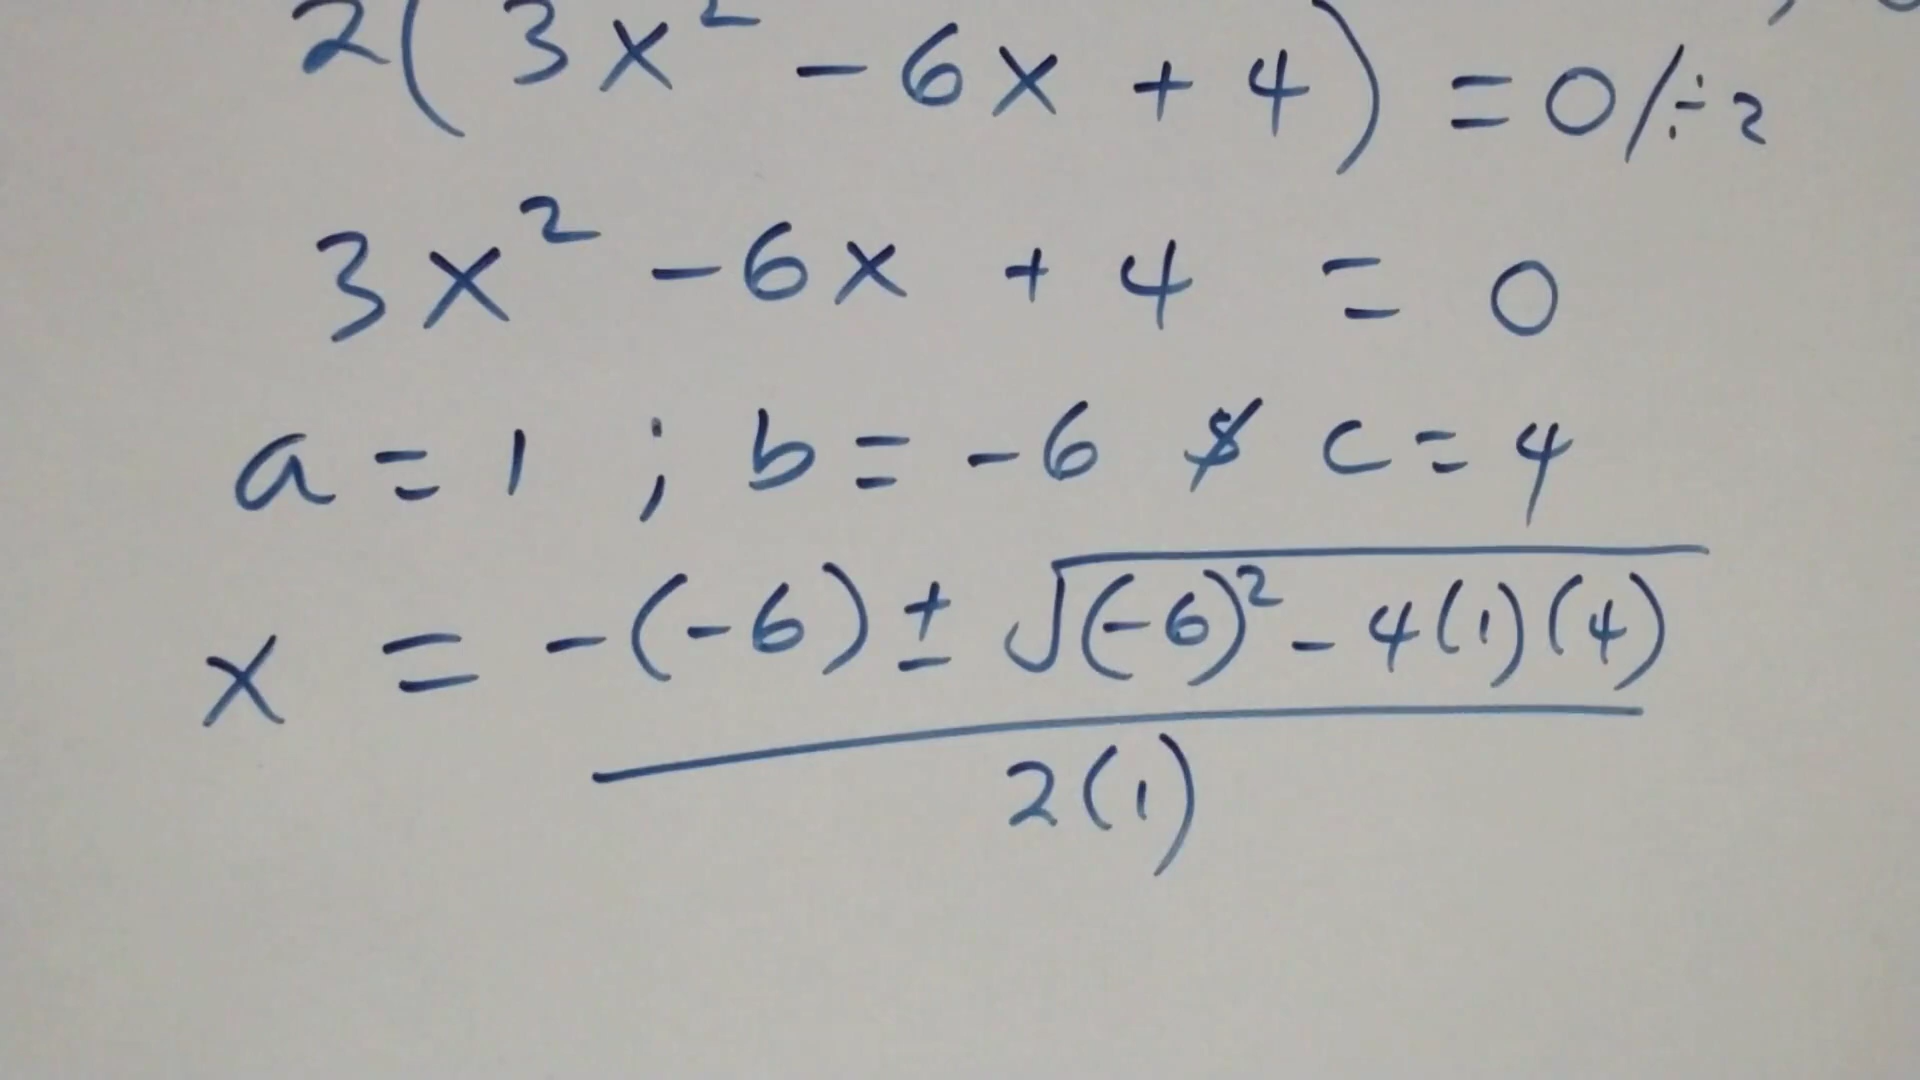 2(3x² - 6x + 4) = 0 /÷2
3x² - 6x + 4 = 0
a = 1 ; b = -6 & c = 4
x = -(-6) ± √(-6)² - 4(1)(4)
2(1)